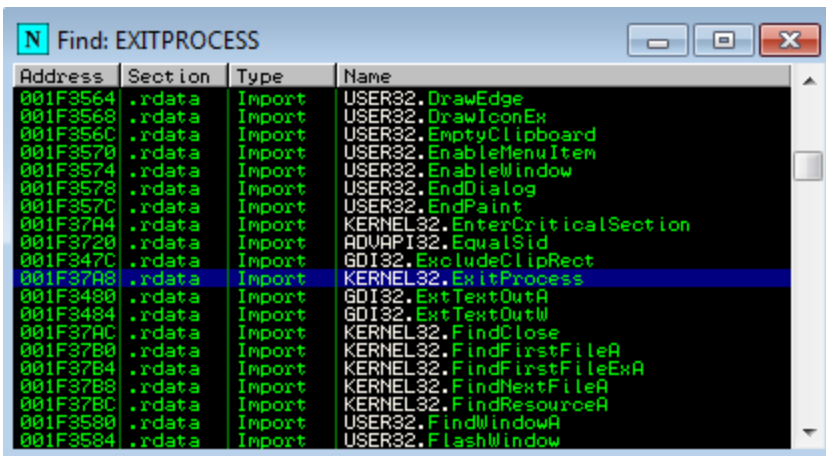 N Find: EXITPROCESS
Address Section Type Name
001F3564 .rdata Import USER32.DrawEdge
001F3568 .rdata Import USER32.DrawIconEx
001F356C .rdata Import USER32.EmptyClipboard
001F3570 .rdata Import USER32.EnableMenuItem
001F3574 .rdata Import USER32.EnableWindow
001F3578 .rdata Import USER32.EndDialog
001F357C .rdata Import USER32.EndPaint
001F37A4 .rdata Import KERNEL32.EnterCriticalSection
001F3720 .rdata Import ADVAPI32.EqualSid
001F347C .rdata Import GDI32.ExcludeClipRect
001F37A8 .rdata Import KERNEL32.ExitProcess
001F3480 .rdata Import GDI32.ExtTextOutA
001F3484 .rdata Import GDI32.ExtTextOutW
001F37AC .rdata Import KERNEL32.FindClose
001F37B0 .rdata Import KERNEL32.FindFirstFileA
001F37B4 .rdata Import KERNEL32.FindFirstFileExA
001F37B8 .rdata Import KERNEL32.FindNextFileA
001F37BC .rdata Import KERNEL32.FindResourceA
001F3580 .rdata Import USER32.FindWindowA
001F3584 .rdata Import USER32.FlashWindow